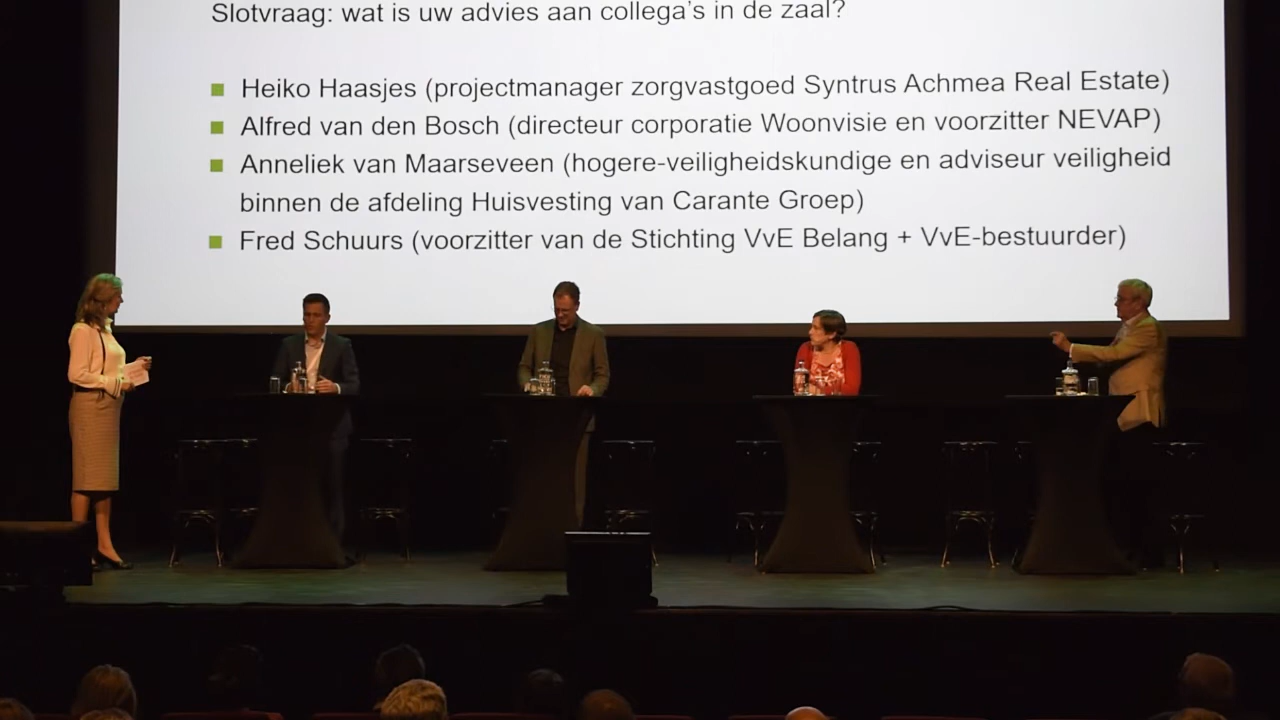 Slotvraag: wat is uw advies aan collega's in de zaal?
Heiko Haasjes (projectmanager zorgvastgoed Syntrus Achmea Real Estate)
Alfred van den Bosch (directeur corporatie Woonvisie en voorzitter NEVAP)
Anneliek van Maarseveen (hogere-veiligheidskundige en adviseur veiligheid
binnen de afdeling Huisvesting van Carante Groep)
Fred Schuurs (voorzitter van de Stichting VvE Belang + VvE-bestuurder)